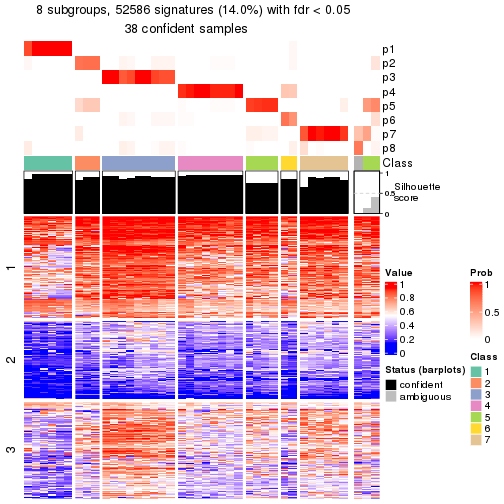 8 subgroups, 52586 signatures (14.0%) with fdr < 0.05
38 confident samples
p1
p2
p3
p4
p5
p6
p7
p8
Class
1
0.5
0
Silhouette
score
1
2
3
Value
1
0.8
0.6
0.4
0.2
0
Status (barplots)
confident
ambiguous
Prob
1
0.5
0
Class
1
2
3
4
5
6
7